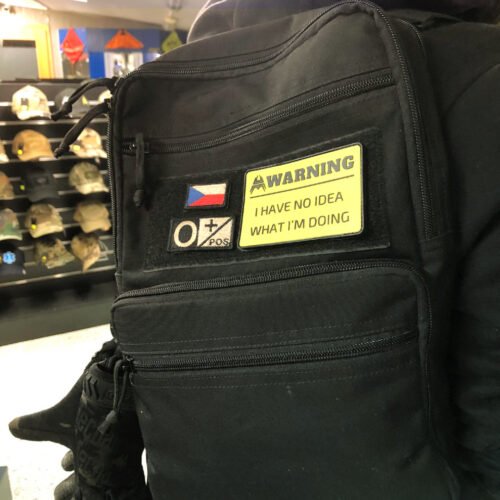 WARNING
I HAVE NO IDEA
WHAT I'M DOING
O +/POS